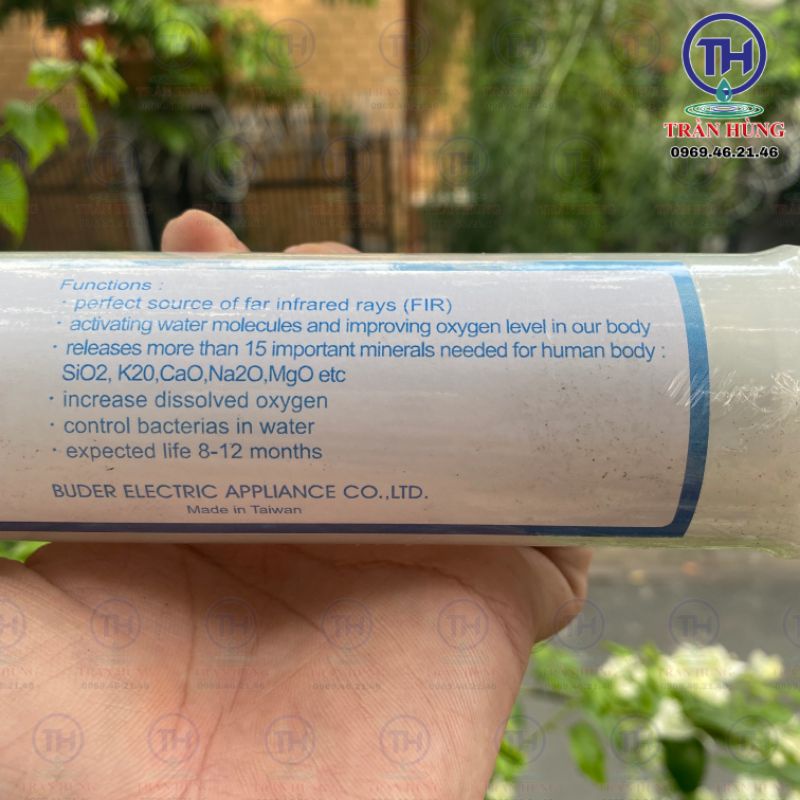 TH
TRẦN HÙNG
0969.46.21.46
Functions :
· perfect source of far infrared rays (FIR)
· activating water molecules and improving oxygen level in our body
· releases more than 15 important minerals needed for human body :
SiO2, K20,CaO,Na2O,MgO etc
· increase dissolved oxygen
· control bacterias in water
· expected life 8-12 months
BUDER ELECTRIC APPLIANCE CO.,LTD.
Made in Taiwan